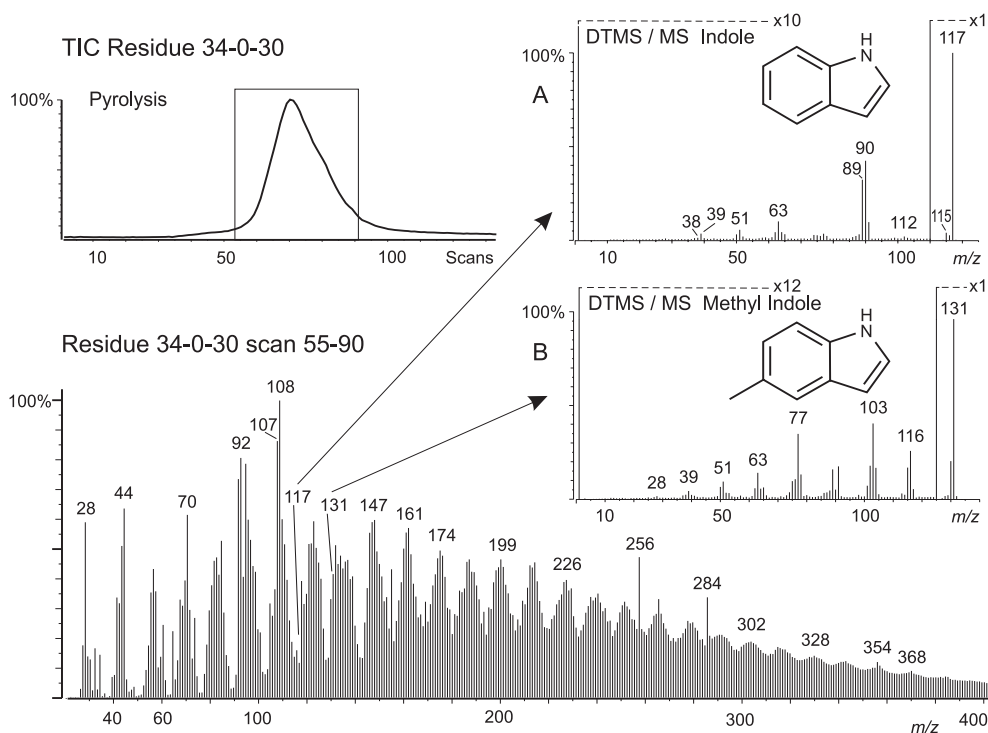 TIC Residue 34-0-30
100%
Pyrolysis
10
50
100
Scans
x10
x1
DTMS / MS Indole
117
100%
A
H
N
90
89
38
39
51
63
112
115
10
50
100
m/z
x12
x1
DTMS / MS Methyl Indole
131
100%
B
H
N
77
103
116
28
39
51
63
10
50
100
m/z
Residue 34-0-30 scan 55-90
100%
108
107
92
28
44
70
117
131
147
161
174
199
226
256
284
302
328
354
368
40
60
100
200
300
400
m/z